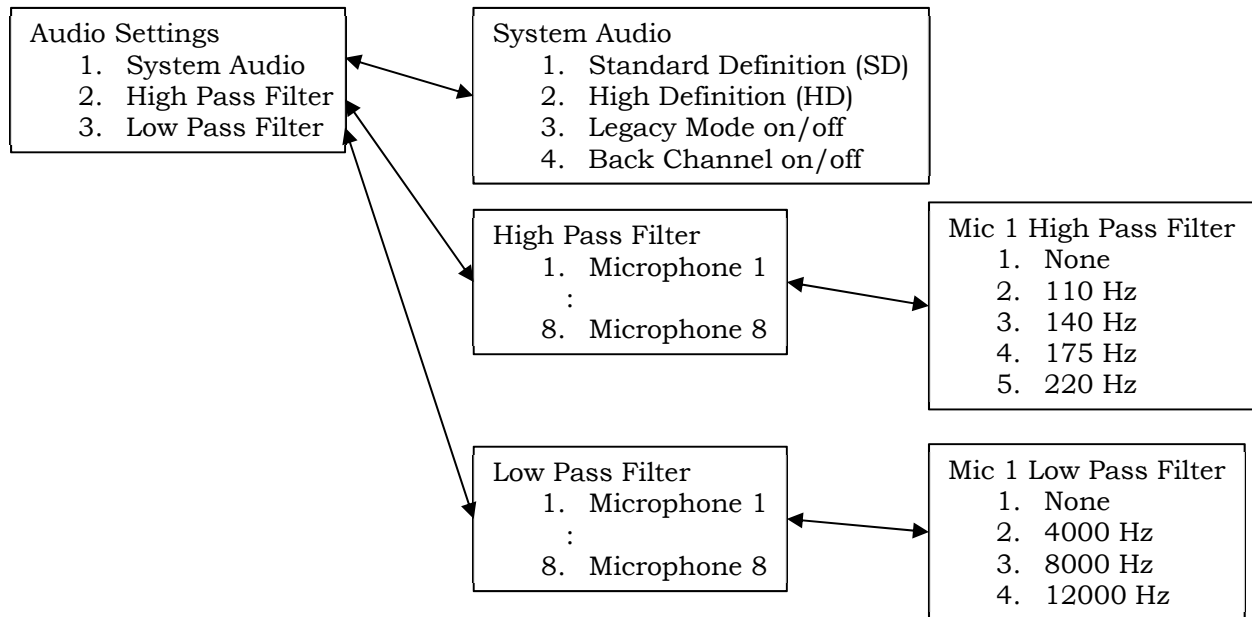 Audio Settings
1. System Audio
2. High Pass Filter
3. Low Pass Filter
System Audio
1. Standard Definition (SD)
2. High Definition (HD)
3. Legacy Mode on/off
4. Back Channel on/off
High Pass Filter
1. Microphone 1
:
8. Microphone 8
Mic 1 High Pass Filter
1. None
2. 110 Hz
3. 140 Hz
4. 175 Hz
5. 220 Hz
Low Pass Filter
1. Microphone 1
:
8. Microphone 8
Mic 1 Low Pass Filter
1. None
2. 4000 Hz
3. 8000 Hz
4. 12000 Hz